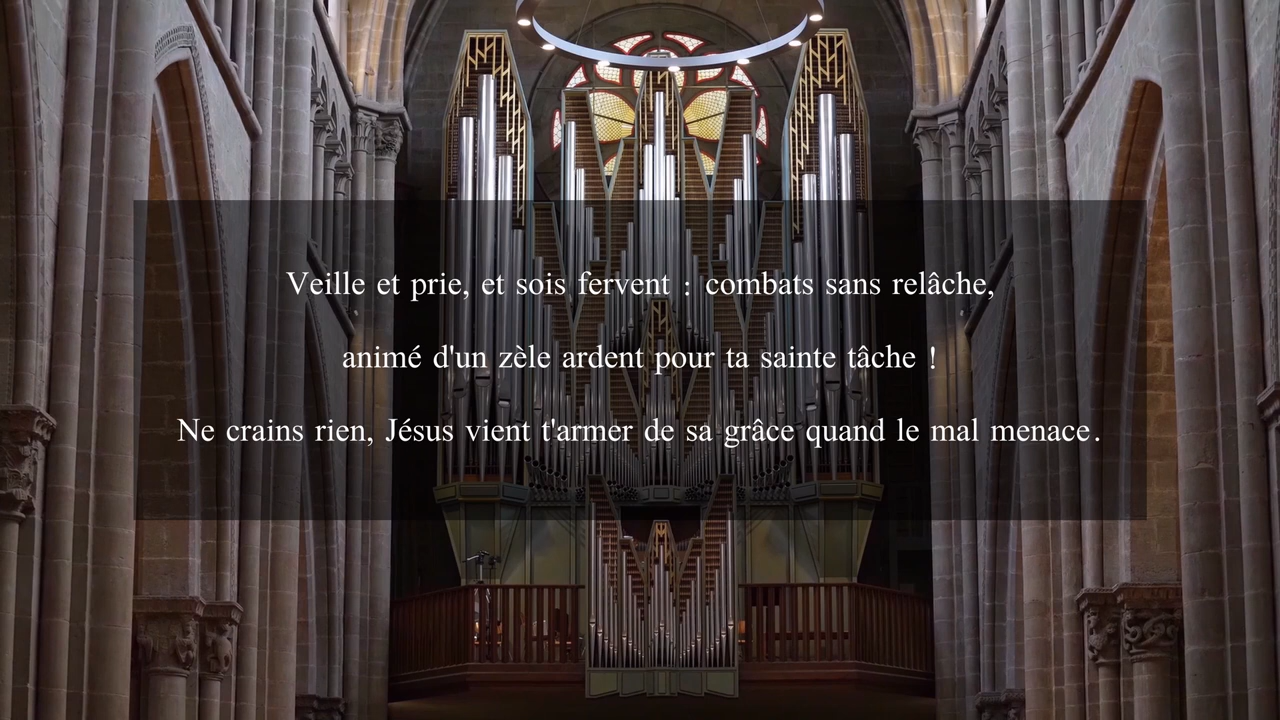 Veille et prie, et sois fervent : combats sans relâche,
animé d'un zèle ardent pour ta sainte tâche !
Ne crains rien, Jésus vient t'armer de sa grâce quand le mal menace.